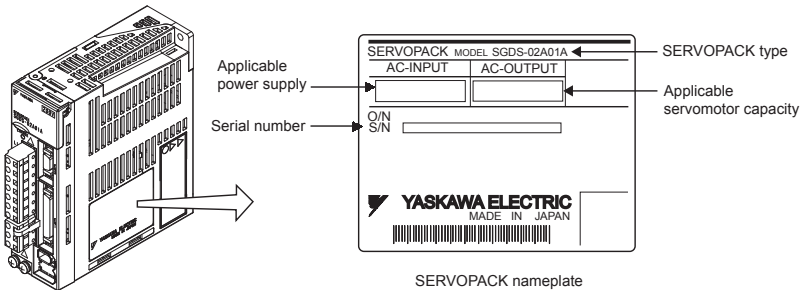 SERVOPACK MODEL SGDS-02A01A
SERVOPACK type
AC-INPUT AC-OUTPUT
Applicable
power supply
Applicable
servomotor capacity
O/N
S/N
Serial number
YASKAWA ELECTRIC
MADE IN JAPAN
SERVOPACK nameplate